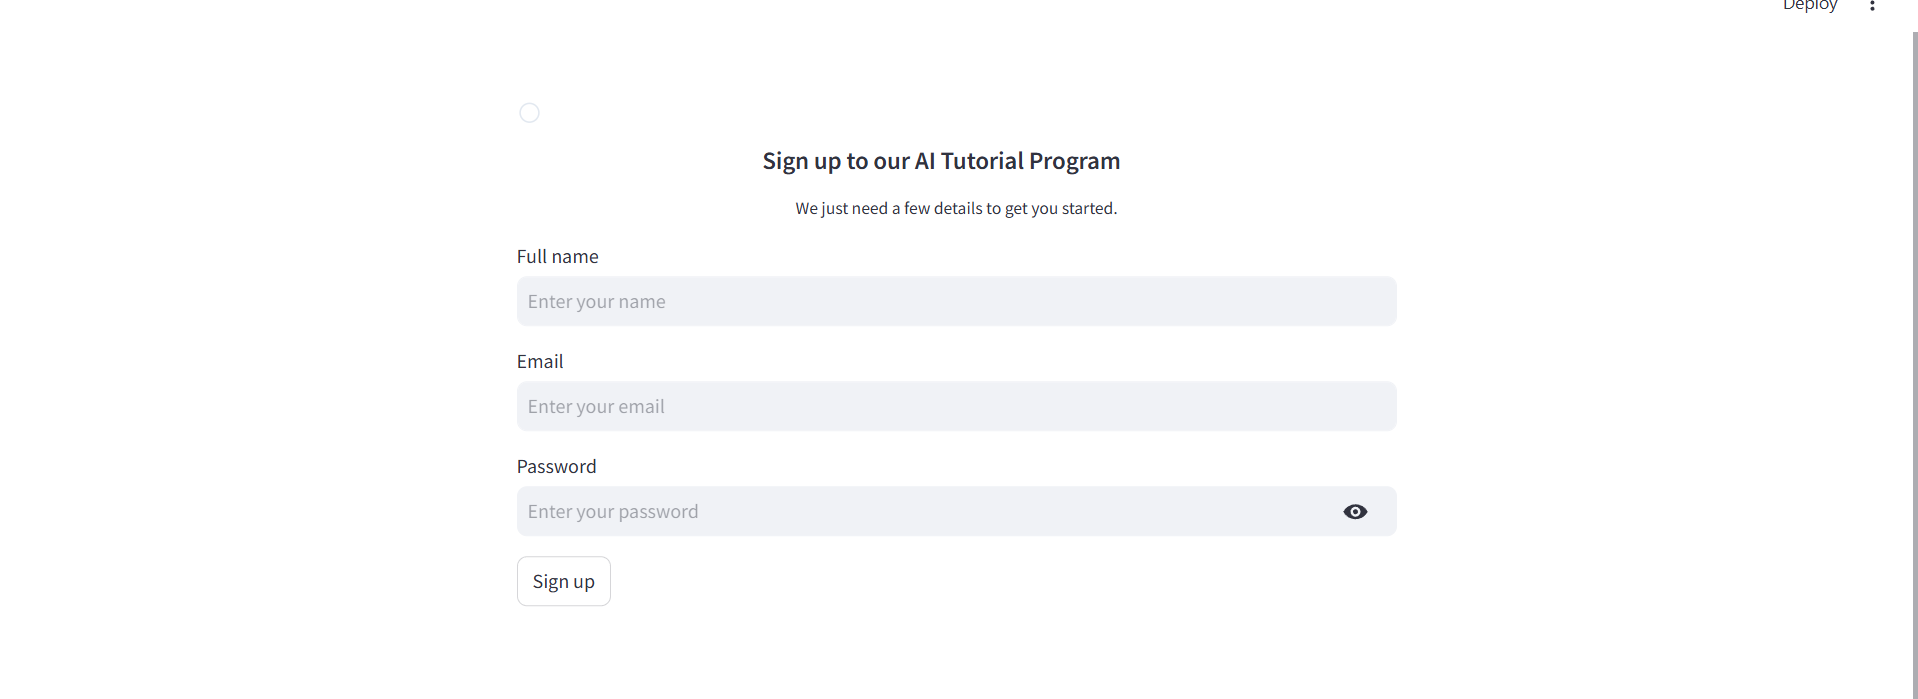 Deploy
Sign up to our AI Tutorial Program
We just need a few details to get you started.
Full name
Enter your name
Email
Enter your email
Password
Enter your password
Sign up